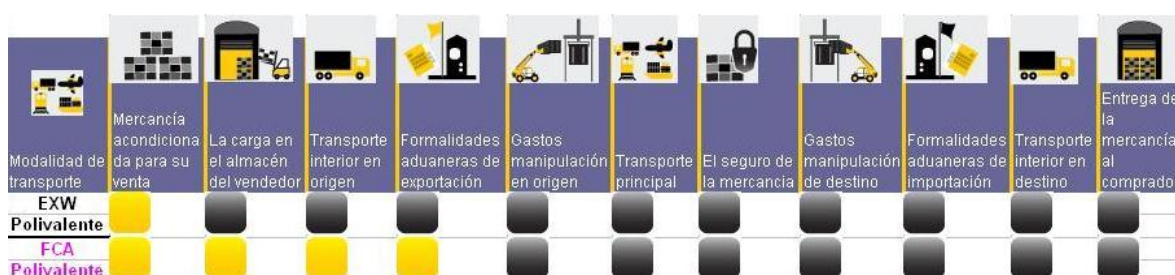 Modalidad de
transporte
Mercancía
acondiciona
da para su
venta
La carga en
el almacén
del vendedor
Transporte
interior en
origen
Formalidades
aduaneras de
exportación
Gastos
manipulación
en origen
Transporte
principal
El seguro de
la mercancia
Gastos
manipulación
de destino
Formalidades
aduaneras de
importación
Transporte
interior en
destino
Entrega de
la
mercancía
al
comprado
EXW
Polivalente
FCA
Polivalente